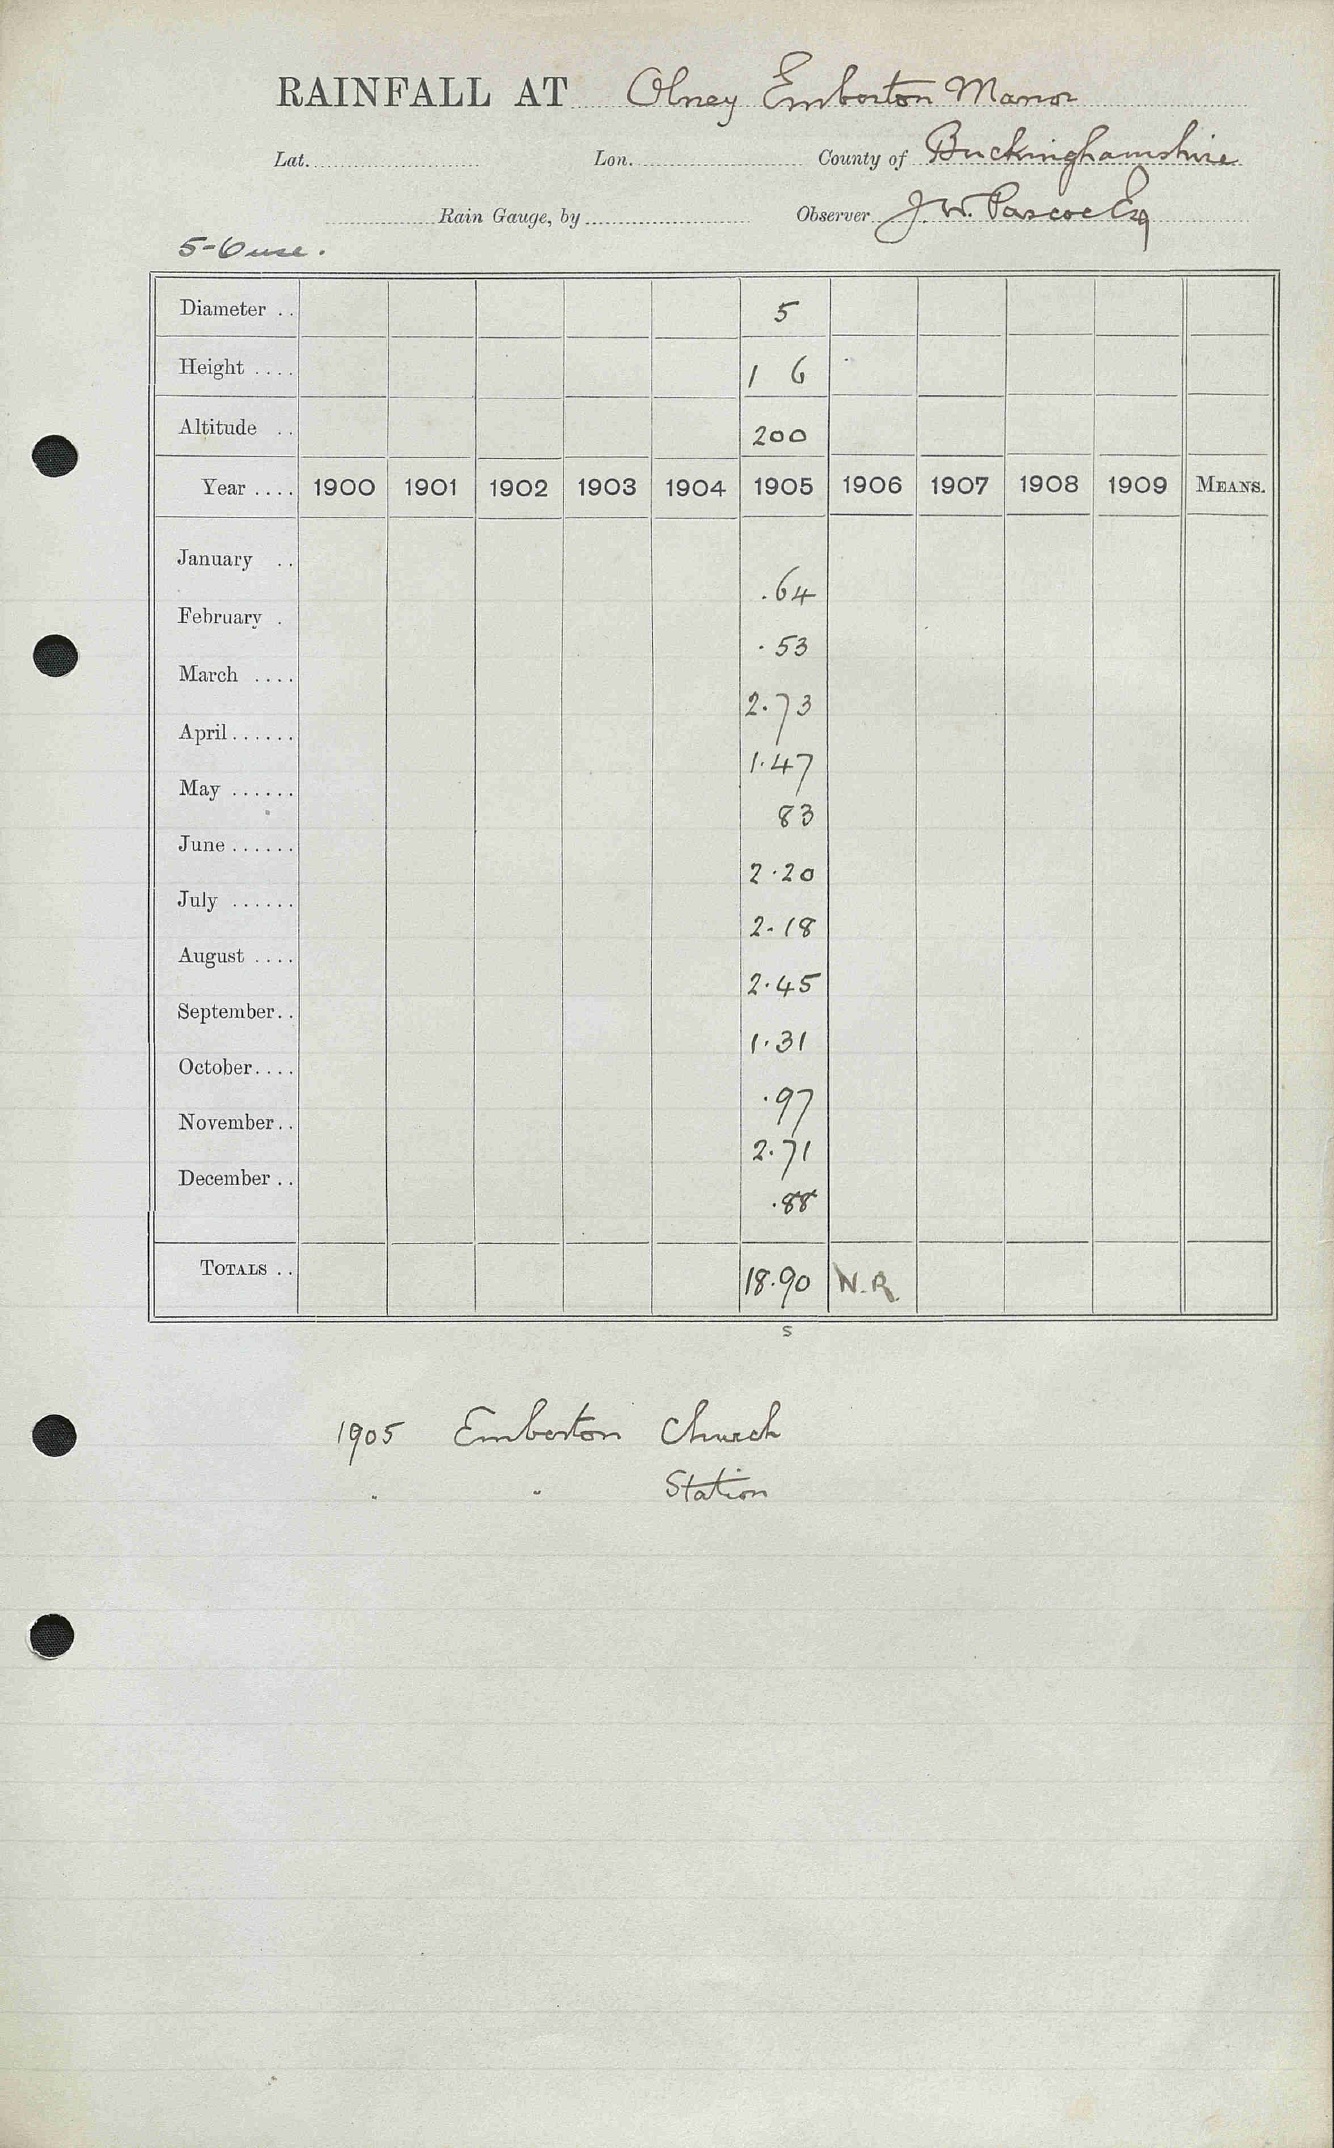 RAINFALL AT Olney Emberton Manor
Lat. Lon. County of Buckinghamshire
Rain Gauge, by Observer J. W. Pascoe Esq
5-Ouse.
Diameter .. 5
Height .... 1 6
Altitude .. 200
Year .... 1900 1901 1902 1903 1904 1905 1906 1907 1908 1909 MEANS.
January .. .64
February . .53
March .... 2.73
April...... 1.47
May ...... 83
June ...... 2.20
July ...... 2.18
August .... 2.45
September.. 1.31
October.... .97
November.. 2.71
December .. .88
TOTALS .. 18.90 N.R.
s
1905 Emberton Church
" " Station